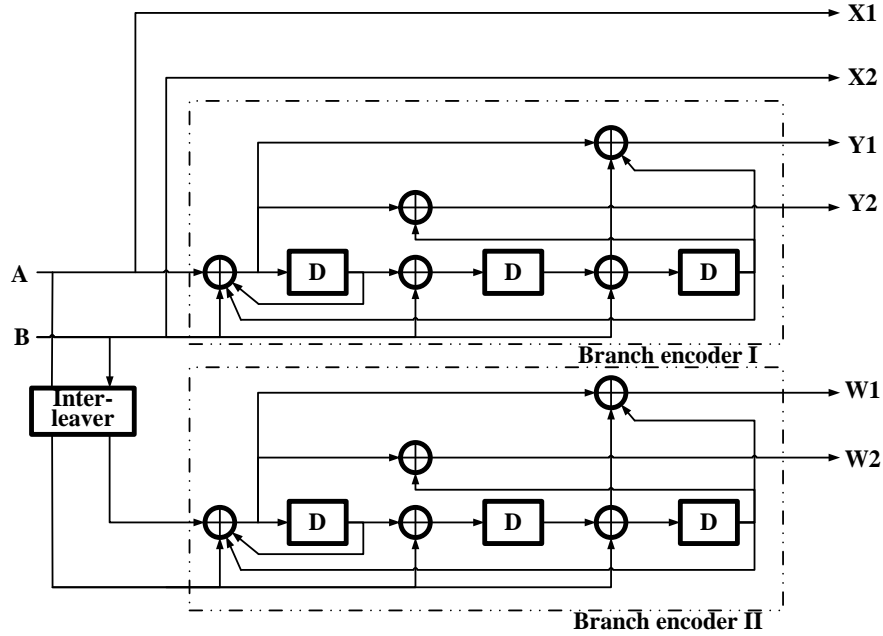 X1
X2
Y1
Y2
A
D
D
D
B
Branch encoder I
Inter-
leaver
W1
W2
D
D
D
Branch encoder II